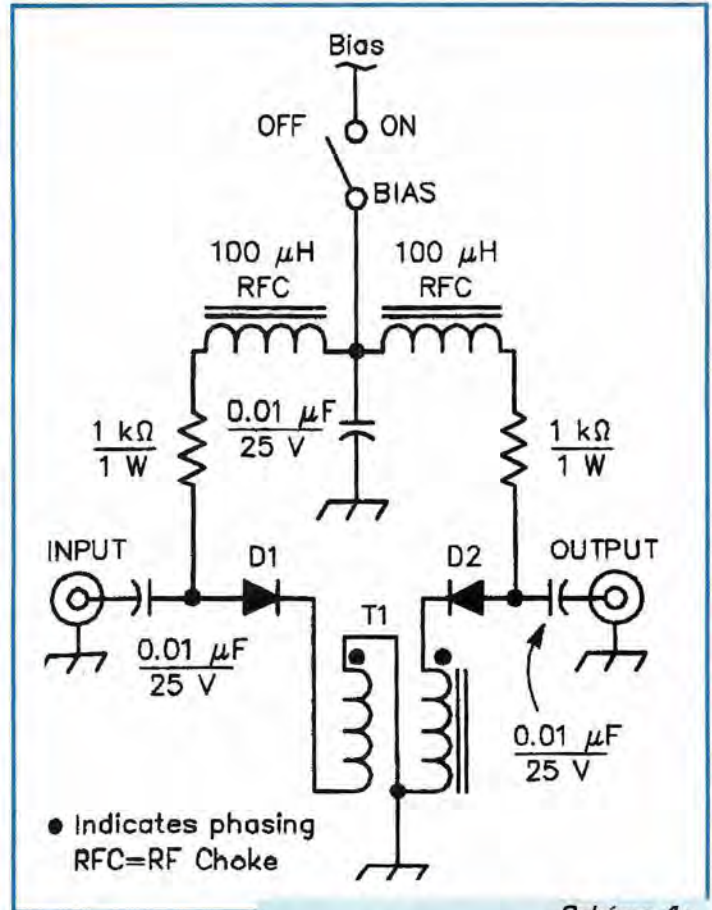 Bias
OFF ON
BIAS
100 μH
RFC
100 μH
RFC
0.01 μF
25 V
1 kΩ
1 W
1 kΩ
1 W
INPUT
D1
D2
OUTPUT
T1
0.01 μF
25 V
0.01 μF
25 V
● Indicates phasing
RFC=RF Choke